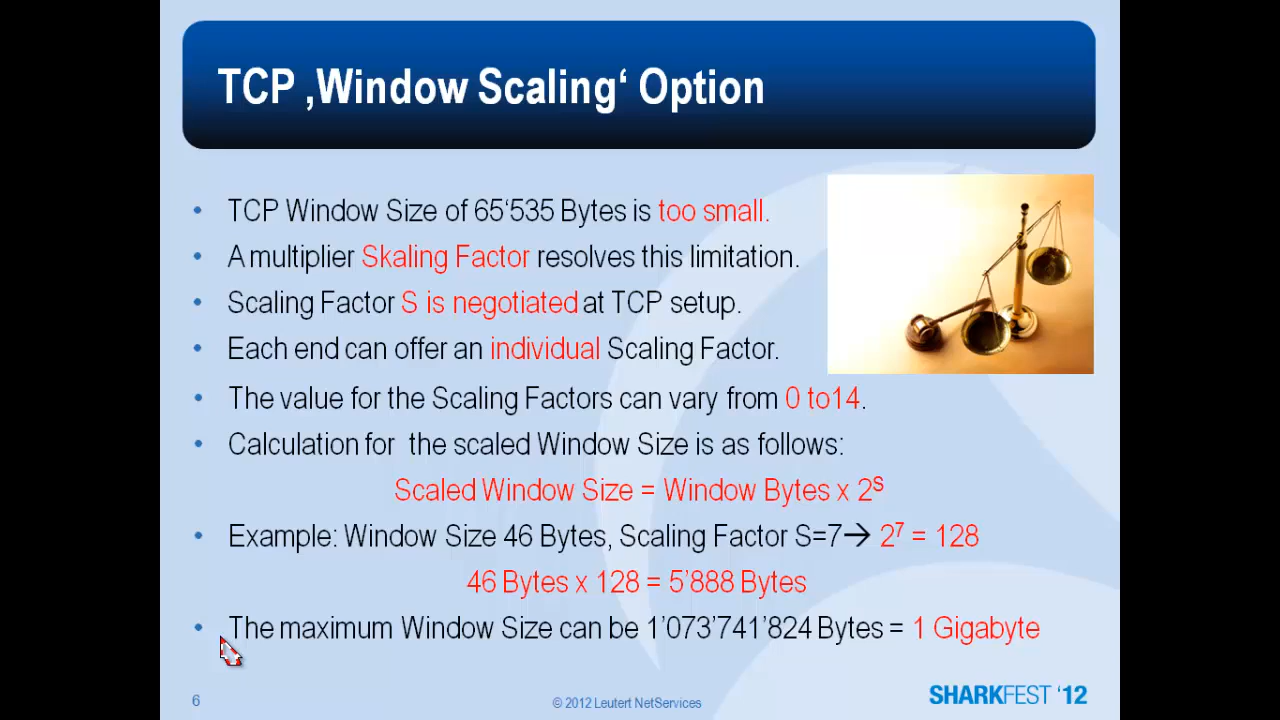 TCP ‚Window Scaling‘ Option
• TCP Window Size of 65‘535 Bytes is too small.
• A multiplier Skaling Factor resolves this limitation.
• Scaling Factor S is negotiated at TCP setup.
• Each end can offer an individual Scaling Factor.
• The value for the Scaling Factors can vary from 0 to14.
• Calculation for the scaled Window Size is as follows:
Scaled Window Size = Window Bytes x 2ˢ
• Example: Window Size 46 Bytes, Scaling Factor S=7→ 2⁷ = 128
46 Bytes x 128 = 5’888 Bytes
• The maximum Window Size can be 1’073’741’824 Bytes = 1 Gigabyte
6
© 2012 Leutert NetServices
SHARKFEST ‘12